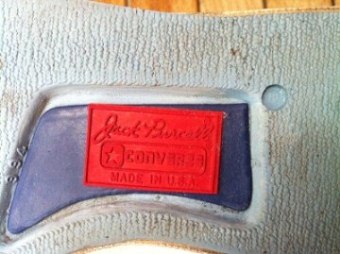 Jack Purcell
CONVERSE
MADE IN U.S.A.